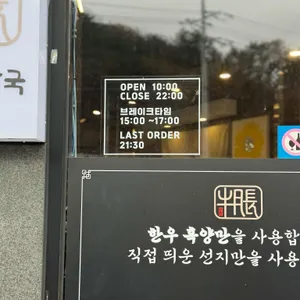 국
OPEN 10:00
CLOSE 22:00
브레이크타임
15:00 ~17:00
LAST ORDER
21:30
한우 흑양만을 사용합
직접 띄운 선지만을 사용